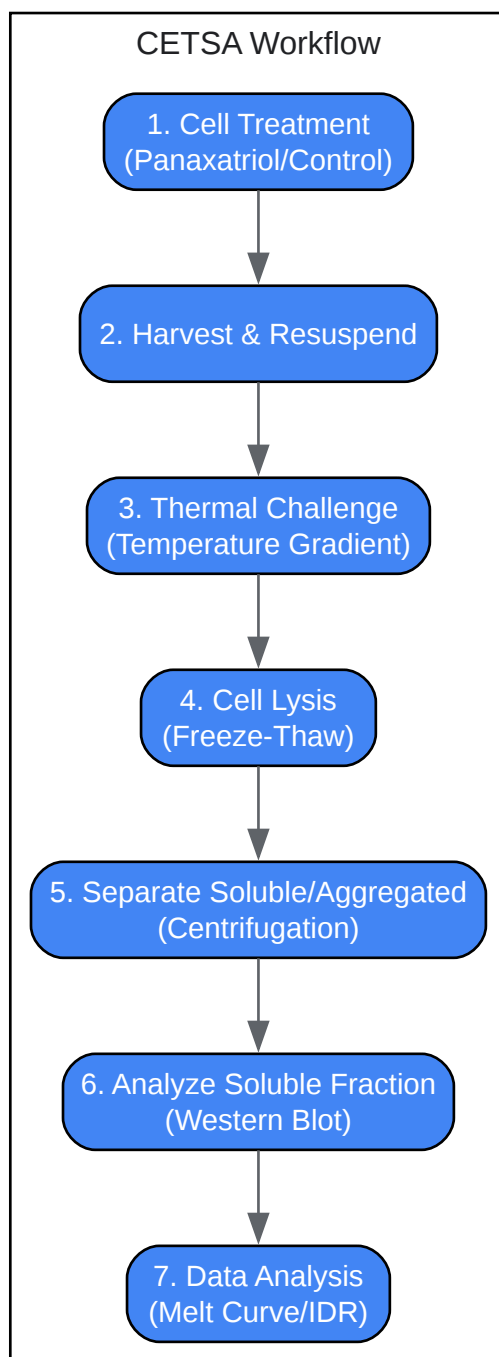 CETSA Workflow
1. Cell Treatment
(Panaxatriol/Control)
2. Harvest & Resuspend
3. Thermal Challenge
(Temperature Gradient)
4. Cell Lysis
(Freeze-Thaw)
5. Separate Soluble/Aggregated
(Centrifugation)
6. Analyze Soluble Fraction
(Western Blot)
7. Data Analysis
(Melt Curve/IDR)